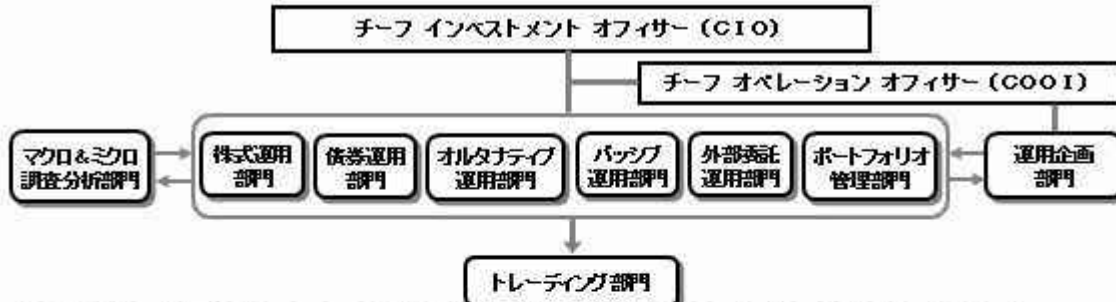 チーフ インベストメント オフィサー (CIO)
チーフ オペレーション オフィサー (COOI)
マクロ&ミクロ
調査分析部門
株式運用
部門
債券運用
部門
オルタナティブ
運用部門
パッシブ
運用部門
外部委託
運用部門
ポートフォリオ
管理部門
運用企画
部門
トレーディング部門